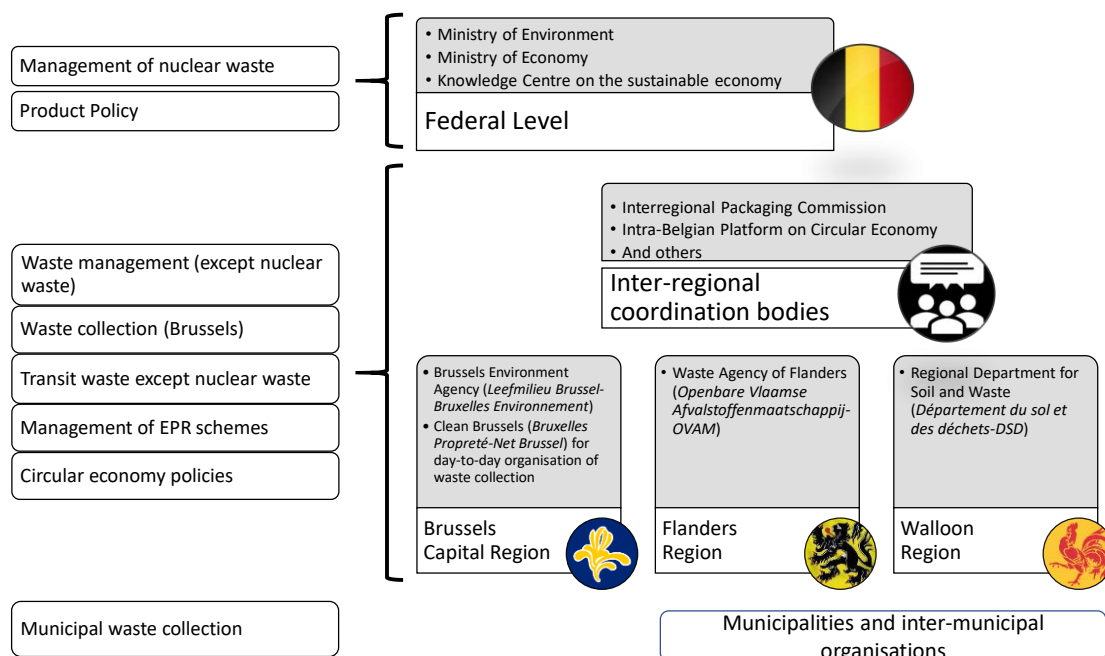 Management of nuclear waste
Product Policy
• Ministry of Environment
• Ministry of Economy
• Knowledge Centre on the sustainable economy
Federal Level
• Interregional Packaging Commission
• Intra-Belgian Platform on Circular Economy
• And others
Inter-regional
coordination bodies
Waste management (except nuclear
waste)
Waste collection (Brussels)
Transit waste except nuclear waste
Management of EPR schemes
Circular economy policies
• Brussels Environment
Agency (Leefmilieu Brussel-
Bruxelles Environnement)
• Clean Brussels (Bruxelles
Propreté-Net Brussel) for
day-to-day organisation of
waste collection
Brussels
Capital Region
• Waste Agency of Flanders
(Openbare Vlaamse
Afvalstoffenmaatschappij-
OVAM)
Flanders
Region
• Regional Department for
Soil and Waste
(Département du sol et
des déchets-DSD)
Walloon
Region
Municipal waste collection
Municipalities and inter-municipal
organisations